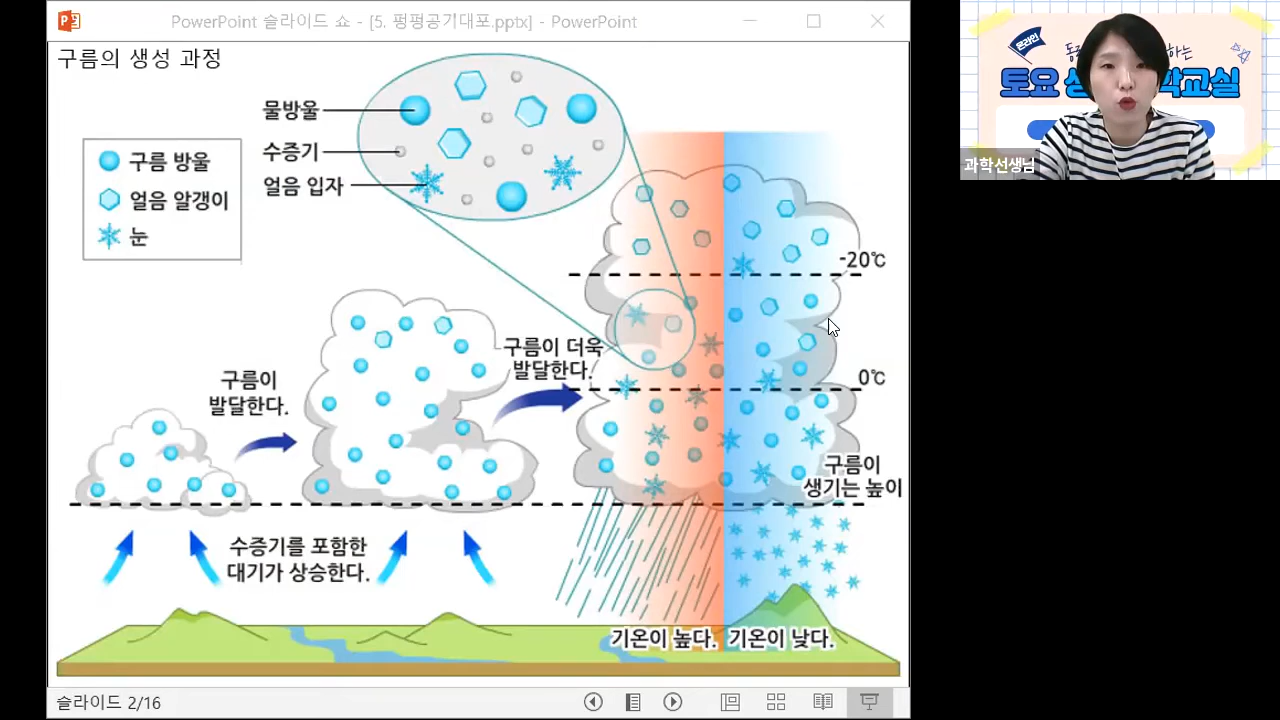 PowerPoint 슬라이드 쇼 - [5. 펑펑공기대포.pptx] - PowerPoint
구름의 생성 과정
구름 방울
얼음 알갱이
눈
물방울
수증기
얼음 입자
-20℃
0℃
구름이
발달한다.
구름이 더욱
발달한다.
구름이
생기는 높이
수증기를 포함한
대기가 상승한다.
기온이 높다.
기온이 낮다.
슬라이드 2/16
온라인
토요
과학선생님